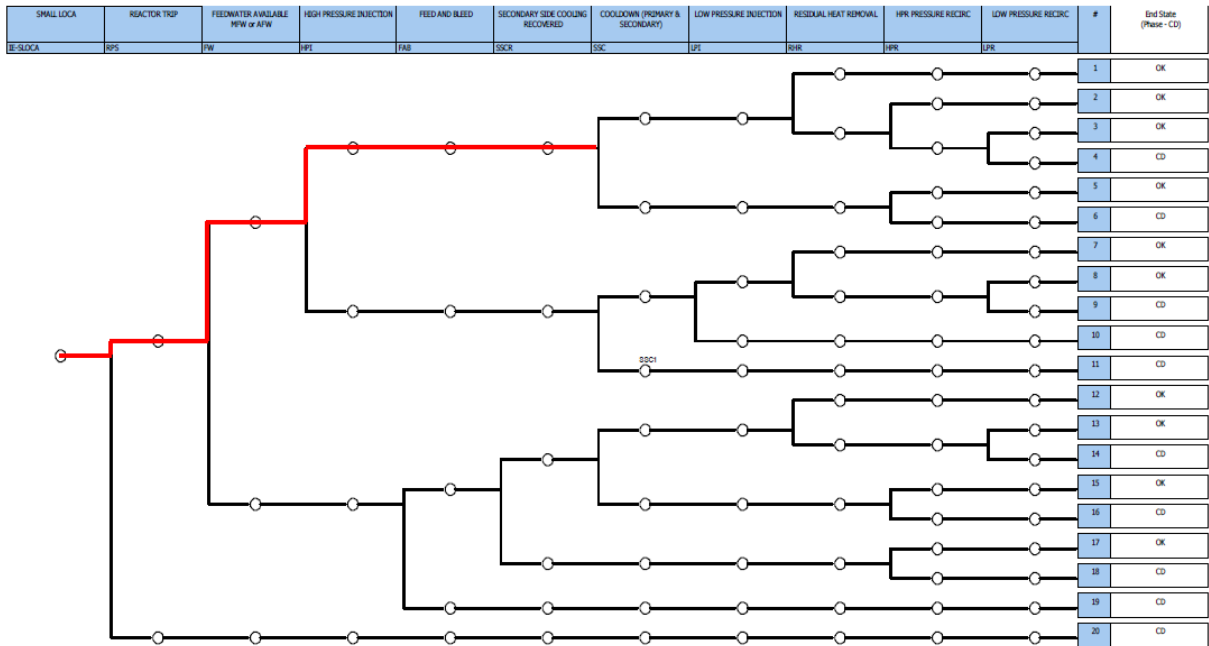 SMALL LOCA
REACTOR TRIP
FEEDWATER AVAILABLE
MFW or AFW
HIGH PRESSURE INJECTION
FEED AND BLEED
SECONDARY SIDE COOLING
RECOVERED
COOLDOWN (PRIMARY &
SECONDARY)
LOW PRESSURE INJECTION
RESIDUAL HEAT REMOVAL
HPR PRESSURE RECIRC
LOW PRESSURE RECIRC
#
End State
(Phase - CD)
IE-SLOCA
RPS
FW
HPI
FAB
SSCR
SSC
LPI
RHR
HPR
LPR
1 OK
2 OK
3 OK
4 CD
5 OK
6 CD
7 OK
8 OK
9 CD
10 CD
SSC1
11 CD
12 OK
13 OK
14 CD
15 OK
16 CD
17 OK
18 CD
19 CD
20 CD